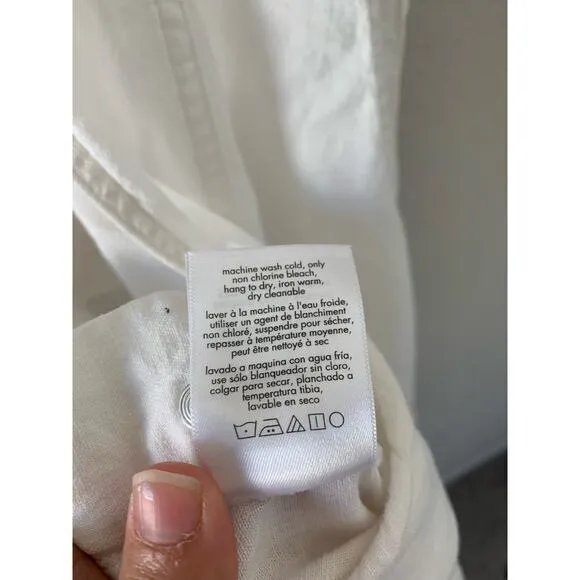 machine wash cold, only
non chlorine bleach,
hang to dry, iron warm,
dry cleanable
laver à la machine à l'eau froide,
utiliser un agent de blanchiment
non chloré, suspendre pour sécher,
repasser à température moyenne,
peut être nettoyé à sec
lavado a maquina con agua fría,
use sólo blanqueador sin cloro,
colgar para secar, planchado a
temperatura tibia,
lavable en seco